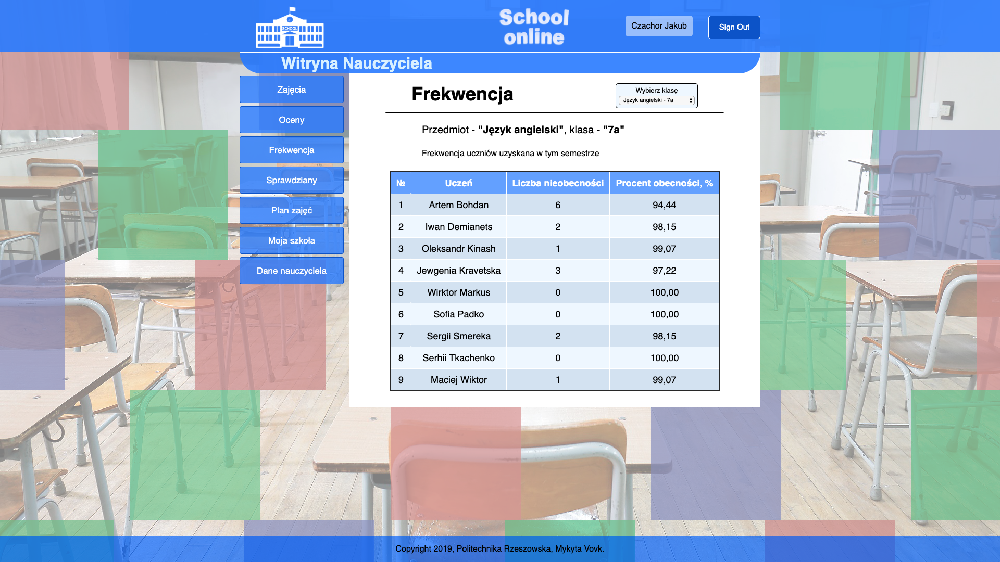 SCHOOL
School
online
Czachor Jakub
Sign Out
Witryna Nauczyciela
Zajęcia
Oceny
Frekwencja
Sprawdziany
Plan zajęć
Moja szkoła
Dane nauczyciela
Frekwencja
Wybierz klasę
Język angielski - 7a
Przedmiot - "Język angielski", klasa - "7a"
Frekwencja uczniów uzyskana w tym semestrze
№ Uczeń Liczba nieobecności Procent obecności, %
1 Artem Bohdan 6 94,44
2 Iwan Demianets 2 98,15
3 Oleksandr Kinash 1 99,07
4 Jewgenia Kravetska 3 97,22
5 Wirktor Markus 0 100,00
6 Sofia Padko 0 100,00
7 Sergii Smereka 2 98,15
8 Serhii Tkachenko 0 100,00
9 Maciej Wiktor 1 99,07
Copyright 2019, Politechnika Rzeszowska, Mykyta Vovk.